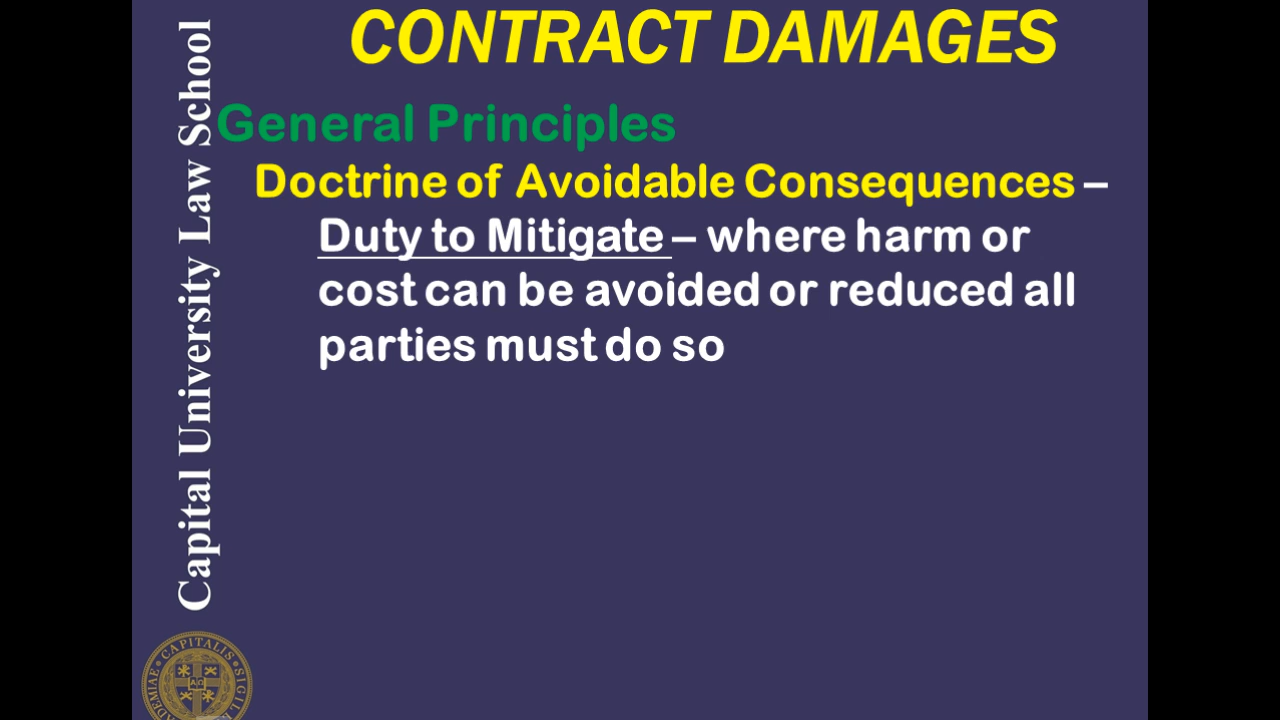 CONTRACT DAMAGES
General Principles
Doctrine of Avoidable Consequences –
Duty to Mitigate – where harm or
cost can be avoided or reduced all
parties must do so
Capital University Law School
CAPITALIS